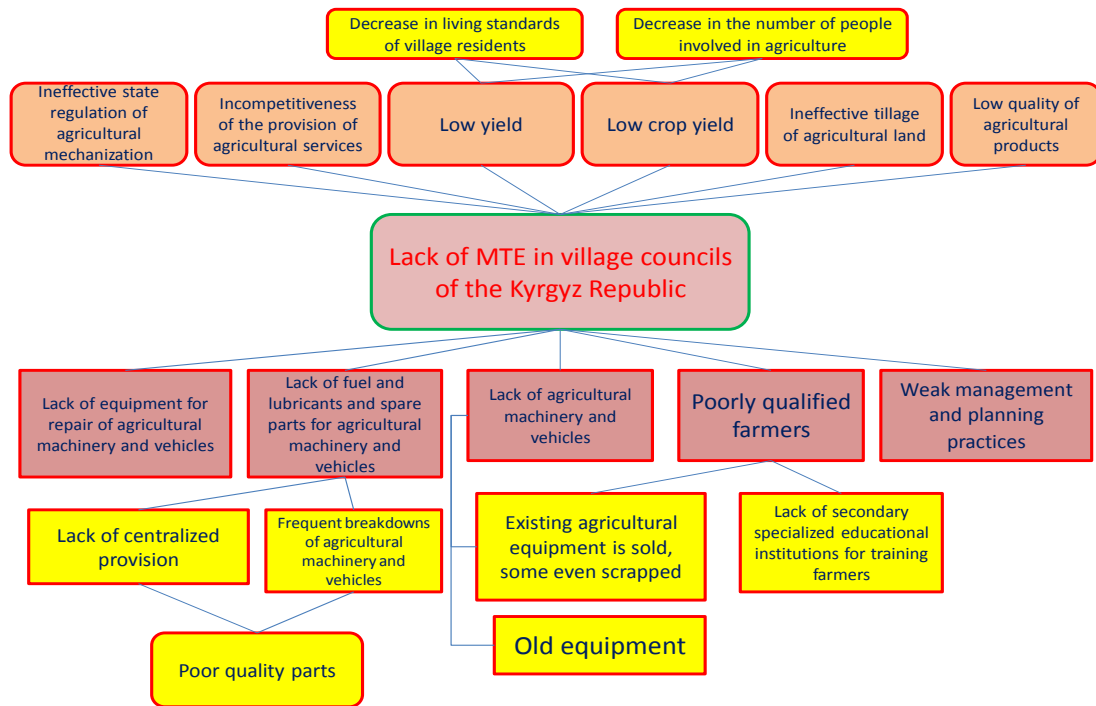 Decrease in living standards
of village residents
Decrease in the number of people
involved in agriculture
Ineffective state
regulation of
agricultural
mechanization
Incompetitiveness
of the provision of
agricultural services
Low yield
Low crop yield
Ineffective tillage
of agricultural land
Low quality of
agricultural
products
Lack of MTE in village councils
of the Kyrgyz Republic
Lack of equipment for
repair of agricultural
machinery and vehicles
Lack of fuel and
lubricants and spare
parts for agricultural
machinery and
vehicles
Lack of agricultural
machinery and
vehicles
Poorly qualified
farmers
Weak management
and planning
practices
Lack of centralized
provision
Frequent breakdowns
of agricultural
machinery and
vehicles
Existing agricultural
equipment is sold,
some even scrapped
Lack of secondary
specialized educational
institutions for training
farmers
Old equipment
Poor quality parts